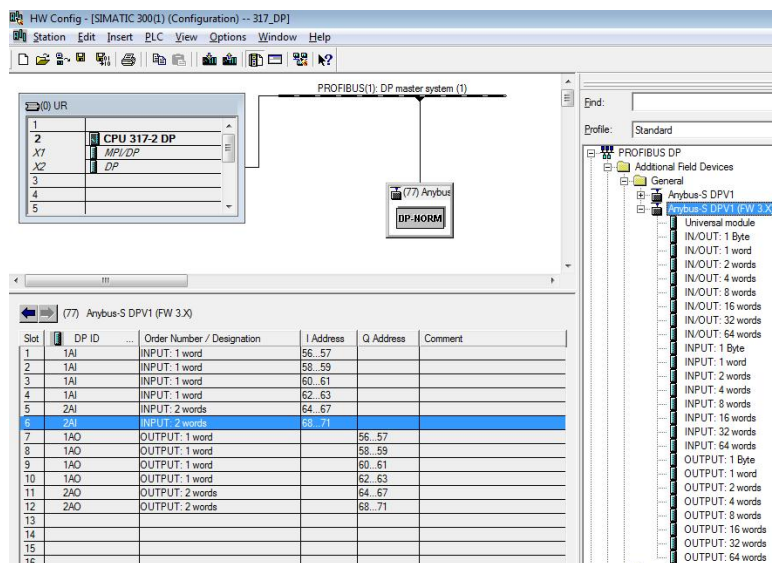 HW Config - [SIMATIC 300(1) (Configuration) -- 317_DP]
Station Edit Insert PLC View Options Window Help
PROFIBUS(1): DP master system (1)
(0) UR
1
2 CPU 317-2 DP
X1 MPI/DP
X2 DP
3
4
5
(77) Anybus
DP-NORM
(77) Anybus-S DPV1 (FW 3.X)
Slot DP ID ... Order Number / Designation I Address Q Address Comment
1 1AI INPUT: 1 word 56...57
2 1AI INPUT: 1 word 58...59
3 1AI INPUT: 1 word 60...61
4 1AI INPUT: 1 word 62...63
5 2AI INPUT: 2 words 64...67
6 2AI INPUT: 2 words 68...71
7 1AO OUTPUT: 1 word 56...57
8 1AO OUTPUT: 1 word 58...59
9 1AO OUTPUT: 1 word 60...61
10 1AO OUTPUT: 1 word 62...63
11 2AO OUTPUT: 2 words 64...67
12 2AO OUTPUT: 2 words 68...71
13
14
15
16
Find:
Profile: Standard
PROFIBUS DP
Additional Field Devices
General
Anybus-S DPV1
Anybus-S DPV1 (FW 3.X
Universal module
IN/OUT: 1 Byte
IN/OUT: 1 word
IN/OUT: 2 words
IN/OUT: 4 words
IN/OUT: 8 words
IN/OUT: 16 words
IN/OUT: 32 words
IN/OUT: 64 words
INPUT: 1 Byte
INPUT: 1 word
INPUT: 2 words
INPUT: 4 words
INPUT: 8 words
INPUT: 16 words
INPUT: 32 words
INPUT: 64 words
OUTPUT: 1 Byte
OUTPUT: 1 word
OUTPUT: 2 words
OUTPUT: 4 words
OUTPUT: 8 words
OUTPUT: 16 words
OUTPUT: 32 words
OUTPUT: 64 words